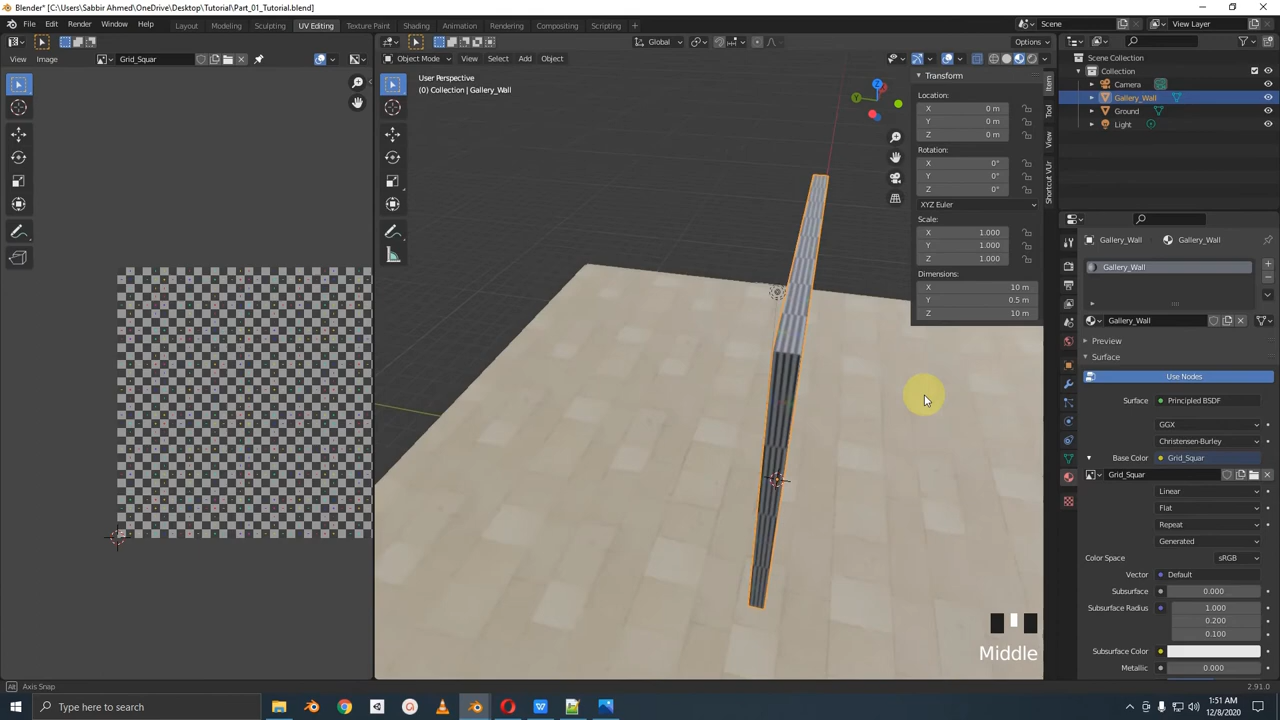 Blender* [C:\Users\Sabbir Ahmed\OneDrive\Desktop\Tutorial\Part_01_Tutorial.blend]
File Edit Render Window Help Layout Modeling Sculpting UV Editing Texture Paint Shading Animation Rendering Compositing Scripting +
Scene View Layer
View Image Grid_Squar
Global Options
Object Mode View Select Add Object
User Perspective
(0) Collection | Gallery_Wall
Transform
Location:
X 0 m
Y 0 m
Z 0 m
Rotation:
X 0°
Y 0°
Z 0°
XYZ Euler
Scale:
X 1.000
Y 1.000
Z 1.000
Dimensions:
X 10 m
Y 0.5 m
Z 10 m
Item
Tool
View
Shortcut VUr
Z
Y
Scene Collection
Collection
Camera
Gallery_Wall
Ground
Light
Gallery_Wall Gallery_Wall
Gallery_Wall
Gallery_Wall
Preview
Surface
Use Nodes
Surface Principled BSDF
GGX
Christensen-Burley
Base Color Grid_Squar
Grid_Squar
Linear
Flat
Repeat
Generated
Color Space sRGB
Vector Default
Subsurface 0.000
Subsurface Radius 1.000
0.200
0.100
Subsurface Color
Metallic 0.000
Middle
Axis Snap 2.91.0
Type here to search
ENG
1:51 AM
12/8/2020